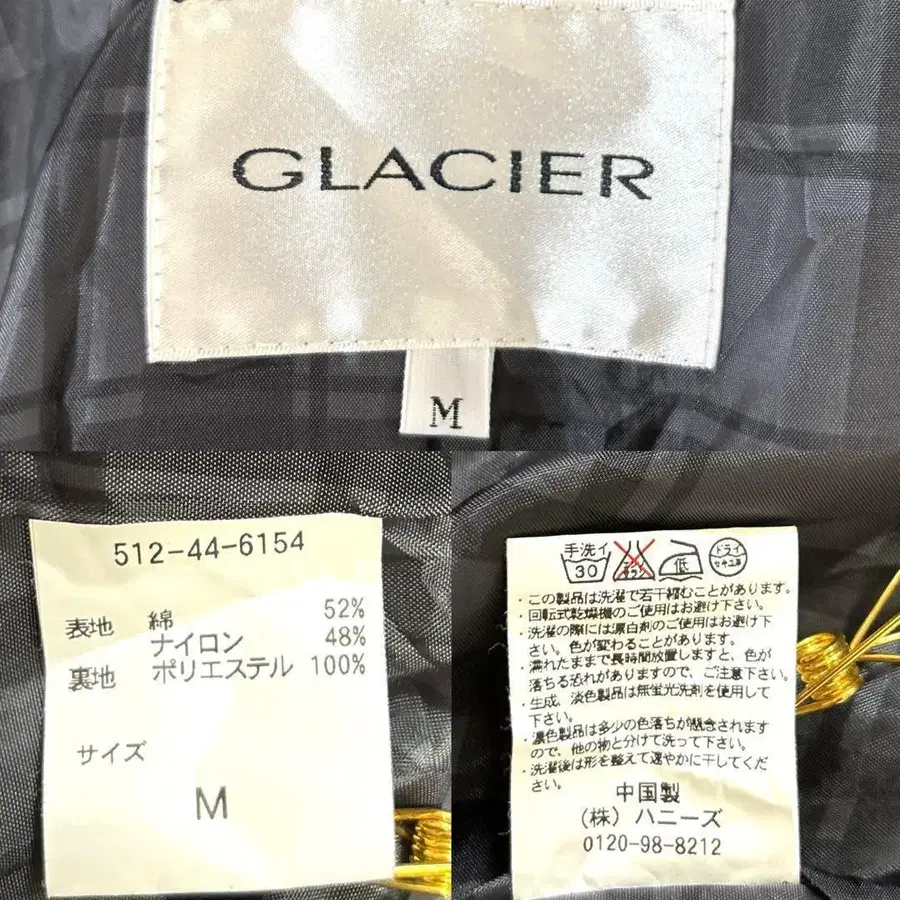 GLACIER
M
512-44-6154
表地 綿 52%
ナイロン 48%
裏地 ポリエステル 100%
サイズ
M
手洗イ 30
エンソ サラシ
低
ドライ
セキユ系
・この製品は洗濯で若干縮むことがあります。
・回転式乾燥機のご使用はお避け下さい。
・洗濯の際には漂白剤のご使用はお避け下
さい。色が変わることがあります。
・濡れたままで長時間放置しますと、色が
落ちる恐れがありますので、ご注意下さい。
・生成、淡色製品は無蛍光洗剤を使用して
下さい。
・濃色製品は多少の色落ちが懸念されます
ので、他の物と分けて洗って下さい。
・洗濯後は形を整えて速やかに干してくだ
さい。
中国製
(株) ハニーズ
0120-98-8212